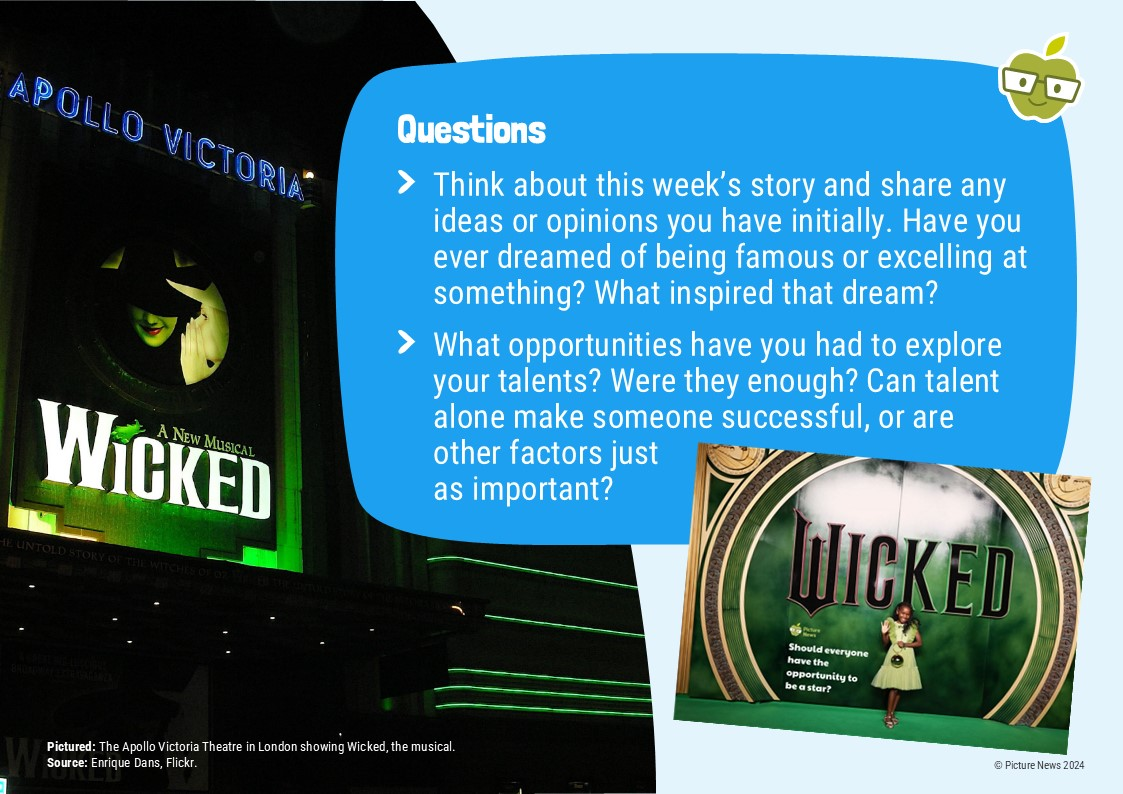 APOLLO VICTORIA
A NEW MUSICAL
WICKED
THE UNTOLD STORY OF THE WITCHES OF OZ
Questions
Think about this week’s story and share any
ideas or opinions you have initially. Have you
ever dreamed of being famous or excelling at
something? What inspired that dream?
What opportunities have you had to explore
your talents? Were they enough? Can talent
alone make someone successful, or are
other factors just
as important?
WICKED
Picture
News
Should everyone
have the
opportunity to
be a star?
WICKED
Pictured: The Apollo Victoria Theatre in London showing Wicked, the musical.
Source: Enrique Dans, Flickr.
© Picture News 2024